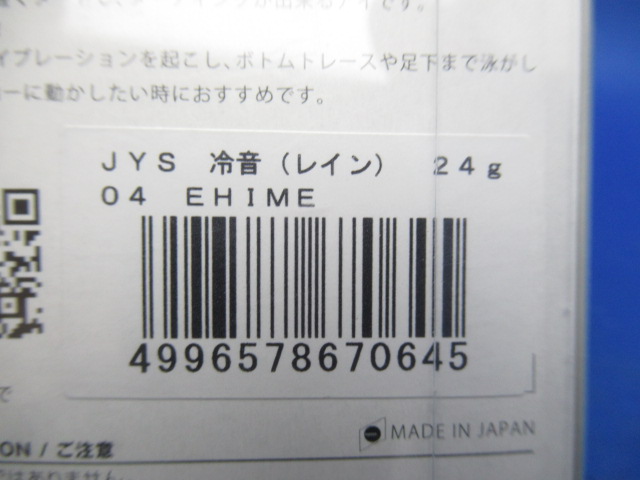 イブレーションを起こし、ボトムトレースや足下まで泳がし
に動かしたい時におすすめです。
JYS 冷音（レイン） 24g
04 EHIME
4996578670645
MADE IN JAPAN
ON / ご注意